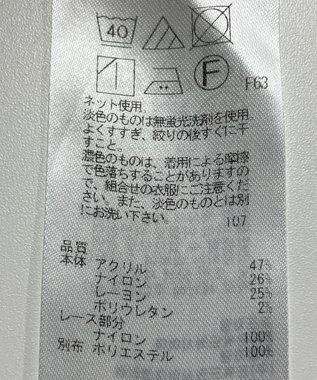 40
F F63
ネット使用
淡色のものは無蛍光洗剤を使用
よくすすぎ、絞りの後すぐに干
すこと。
濃色のものは、着用による摩擦
で色落ちすることがありますの
で、組合せの衣服にご注意くださ
い。また、淡色のものとは別
にお洗い下さい。
107
品質
本体 アクリル 47%
ナイロン 26%
レーヨン 25%
ポリウレタン 2%
レース部分
ナイロン 100%
別布 ポリエステル 100%